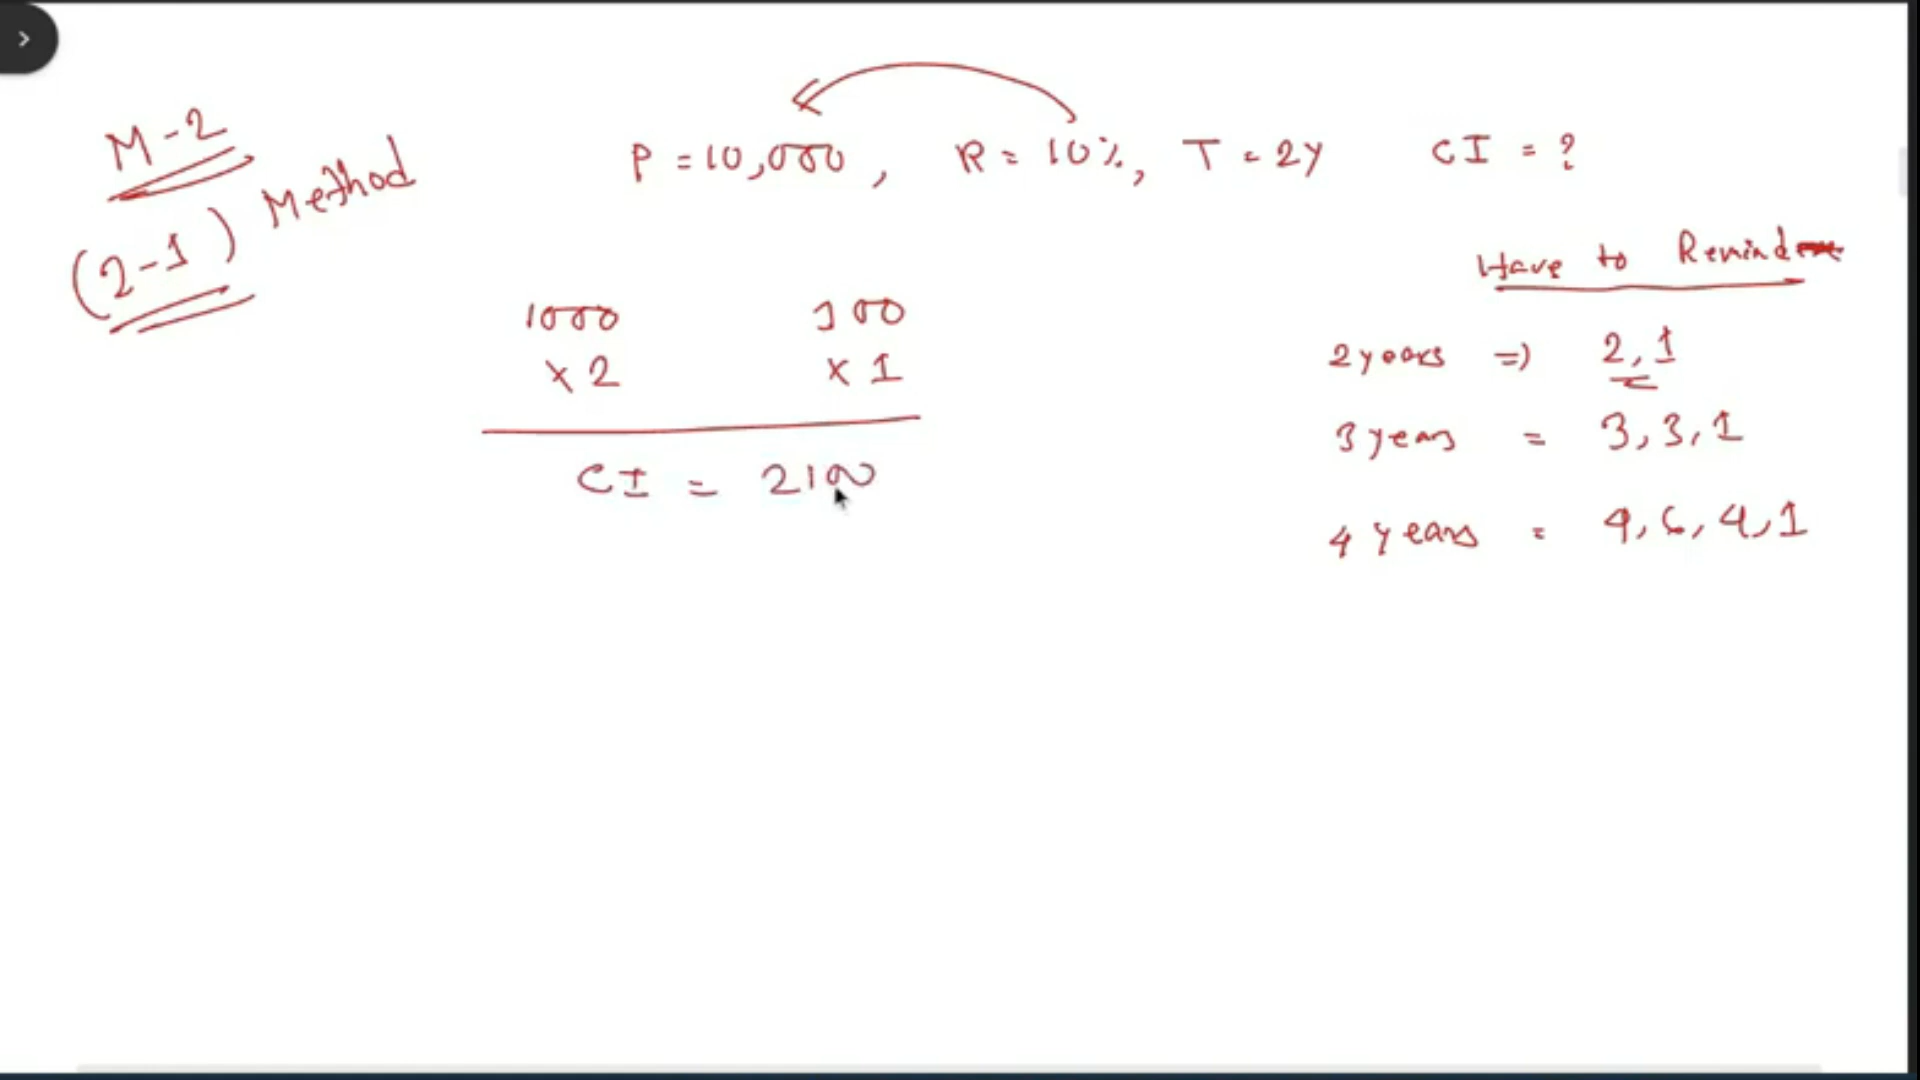 M-2
(2-1) Method
P = 10,000, R = 10%, T = 2y CI = ?
1000 100
x 2 x 1
CI = 2100
Have to Remind
2 years => 2,1
3 years = 3,3,1
4 years = 4,6,4,1